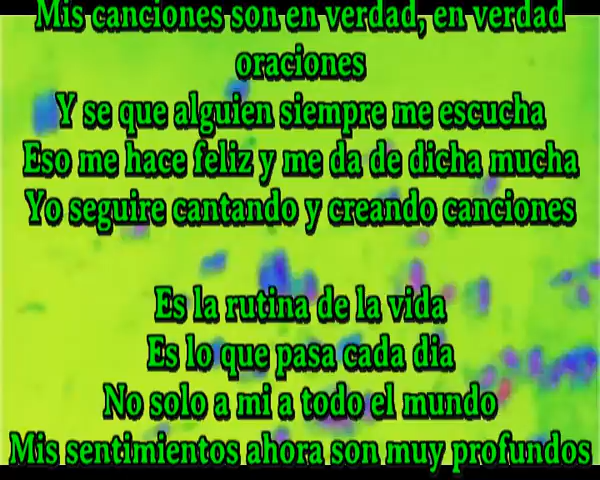 Mis canciones son en verdad, en verdad
oraciones
Y se que alguien siempre me escucha
Eso me hace feliz y me da de dicha mucha
Yo seguire cantando y creando canciones
Es la rutina de la vida
Es lo que pasa cada dia
No solo a mi a todo el mundo
Mis sentimientos ahora son muy profundos